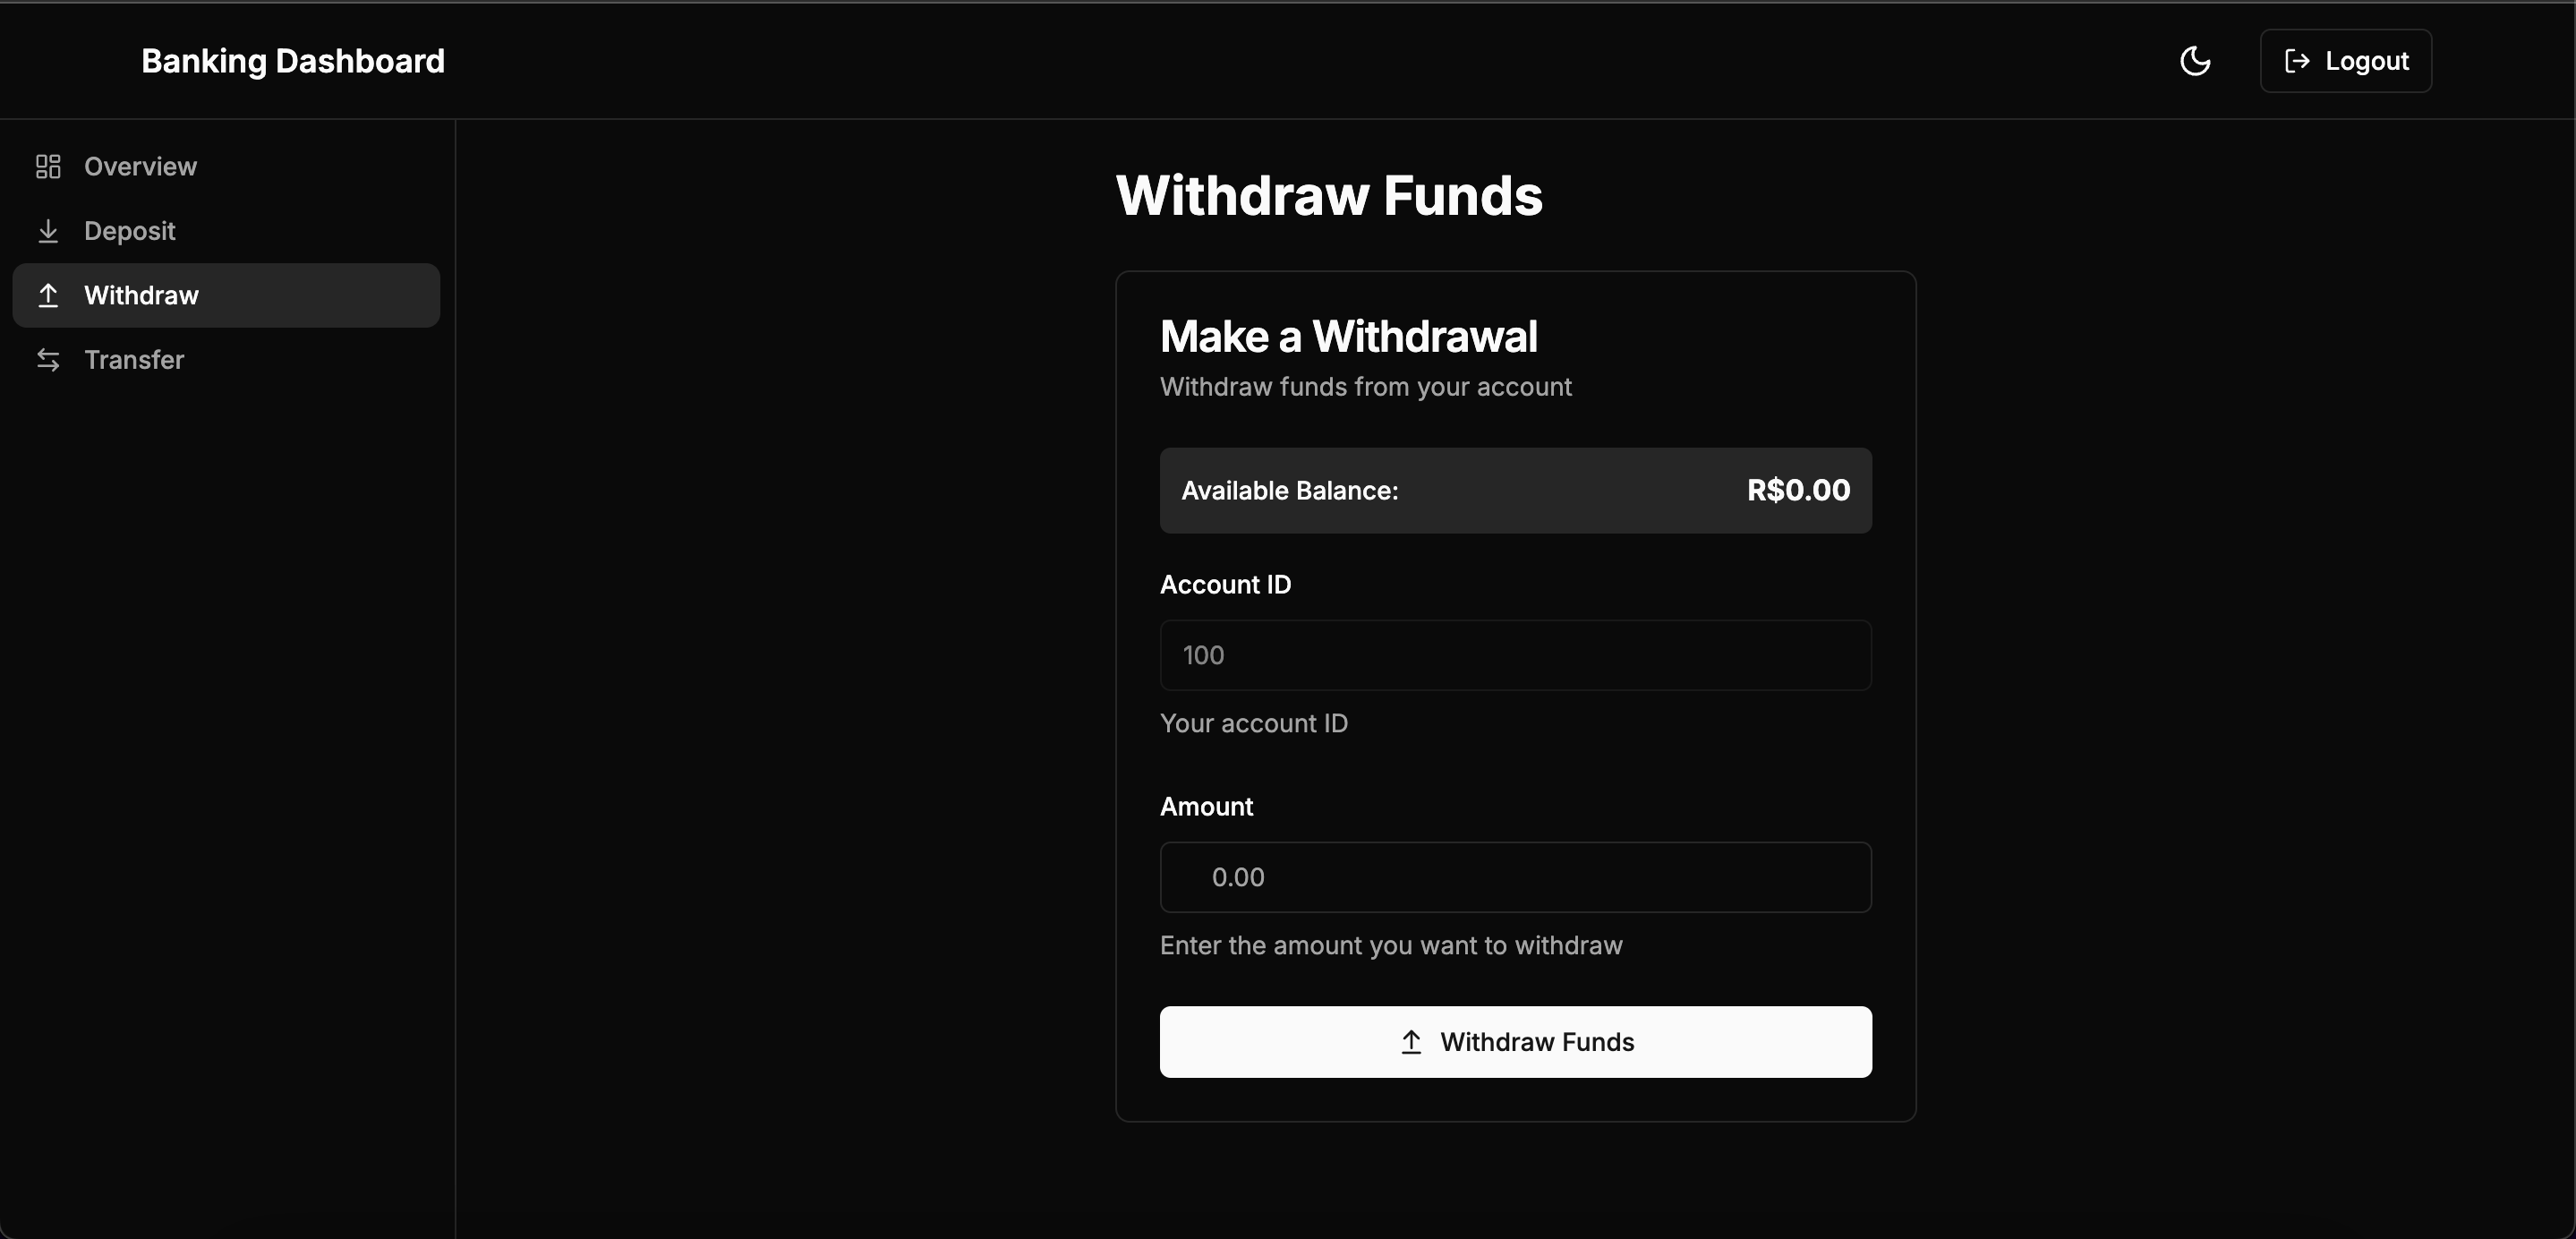 Banking Dashboard
Logout
Overview
Deposit
Withdraw
Transfer
Withdraw Funds
Make a Withdrawal
Withdraw funds from your account
Available Balance: R$0.00
Account ID
100
Your account ID
Amount
0.00
Enter the amount you want to withdraw
Withdraw Funds